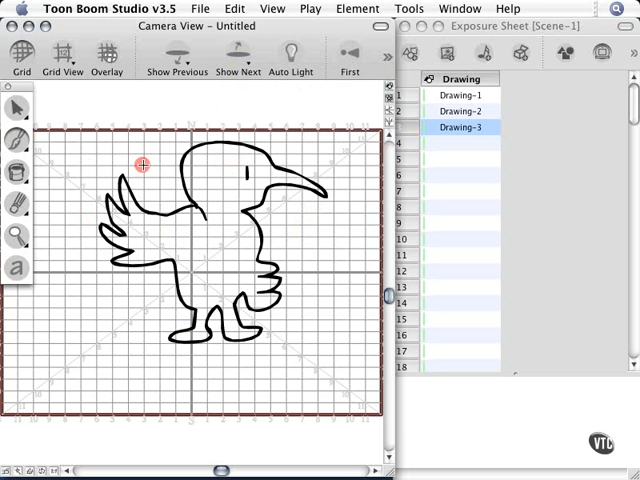 Toon Boom Studio v3.5 File Edit View Play Element Tools Window Help
Camera View - Untitled
Exposure Sheet [Scene-1]
Grid Grid View Overlay Show Previous Show Next Auto Light First
Drawing
1 Drawing-1
2 Drawing-2
Drawing-3
4
5
6
7
8
9
10
11
12
13
14
15
16
17
18
N
S
a
VTC